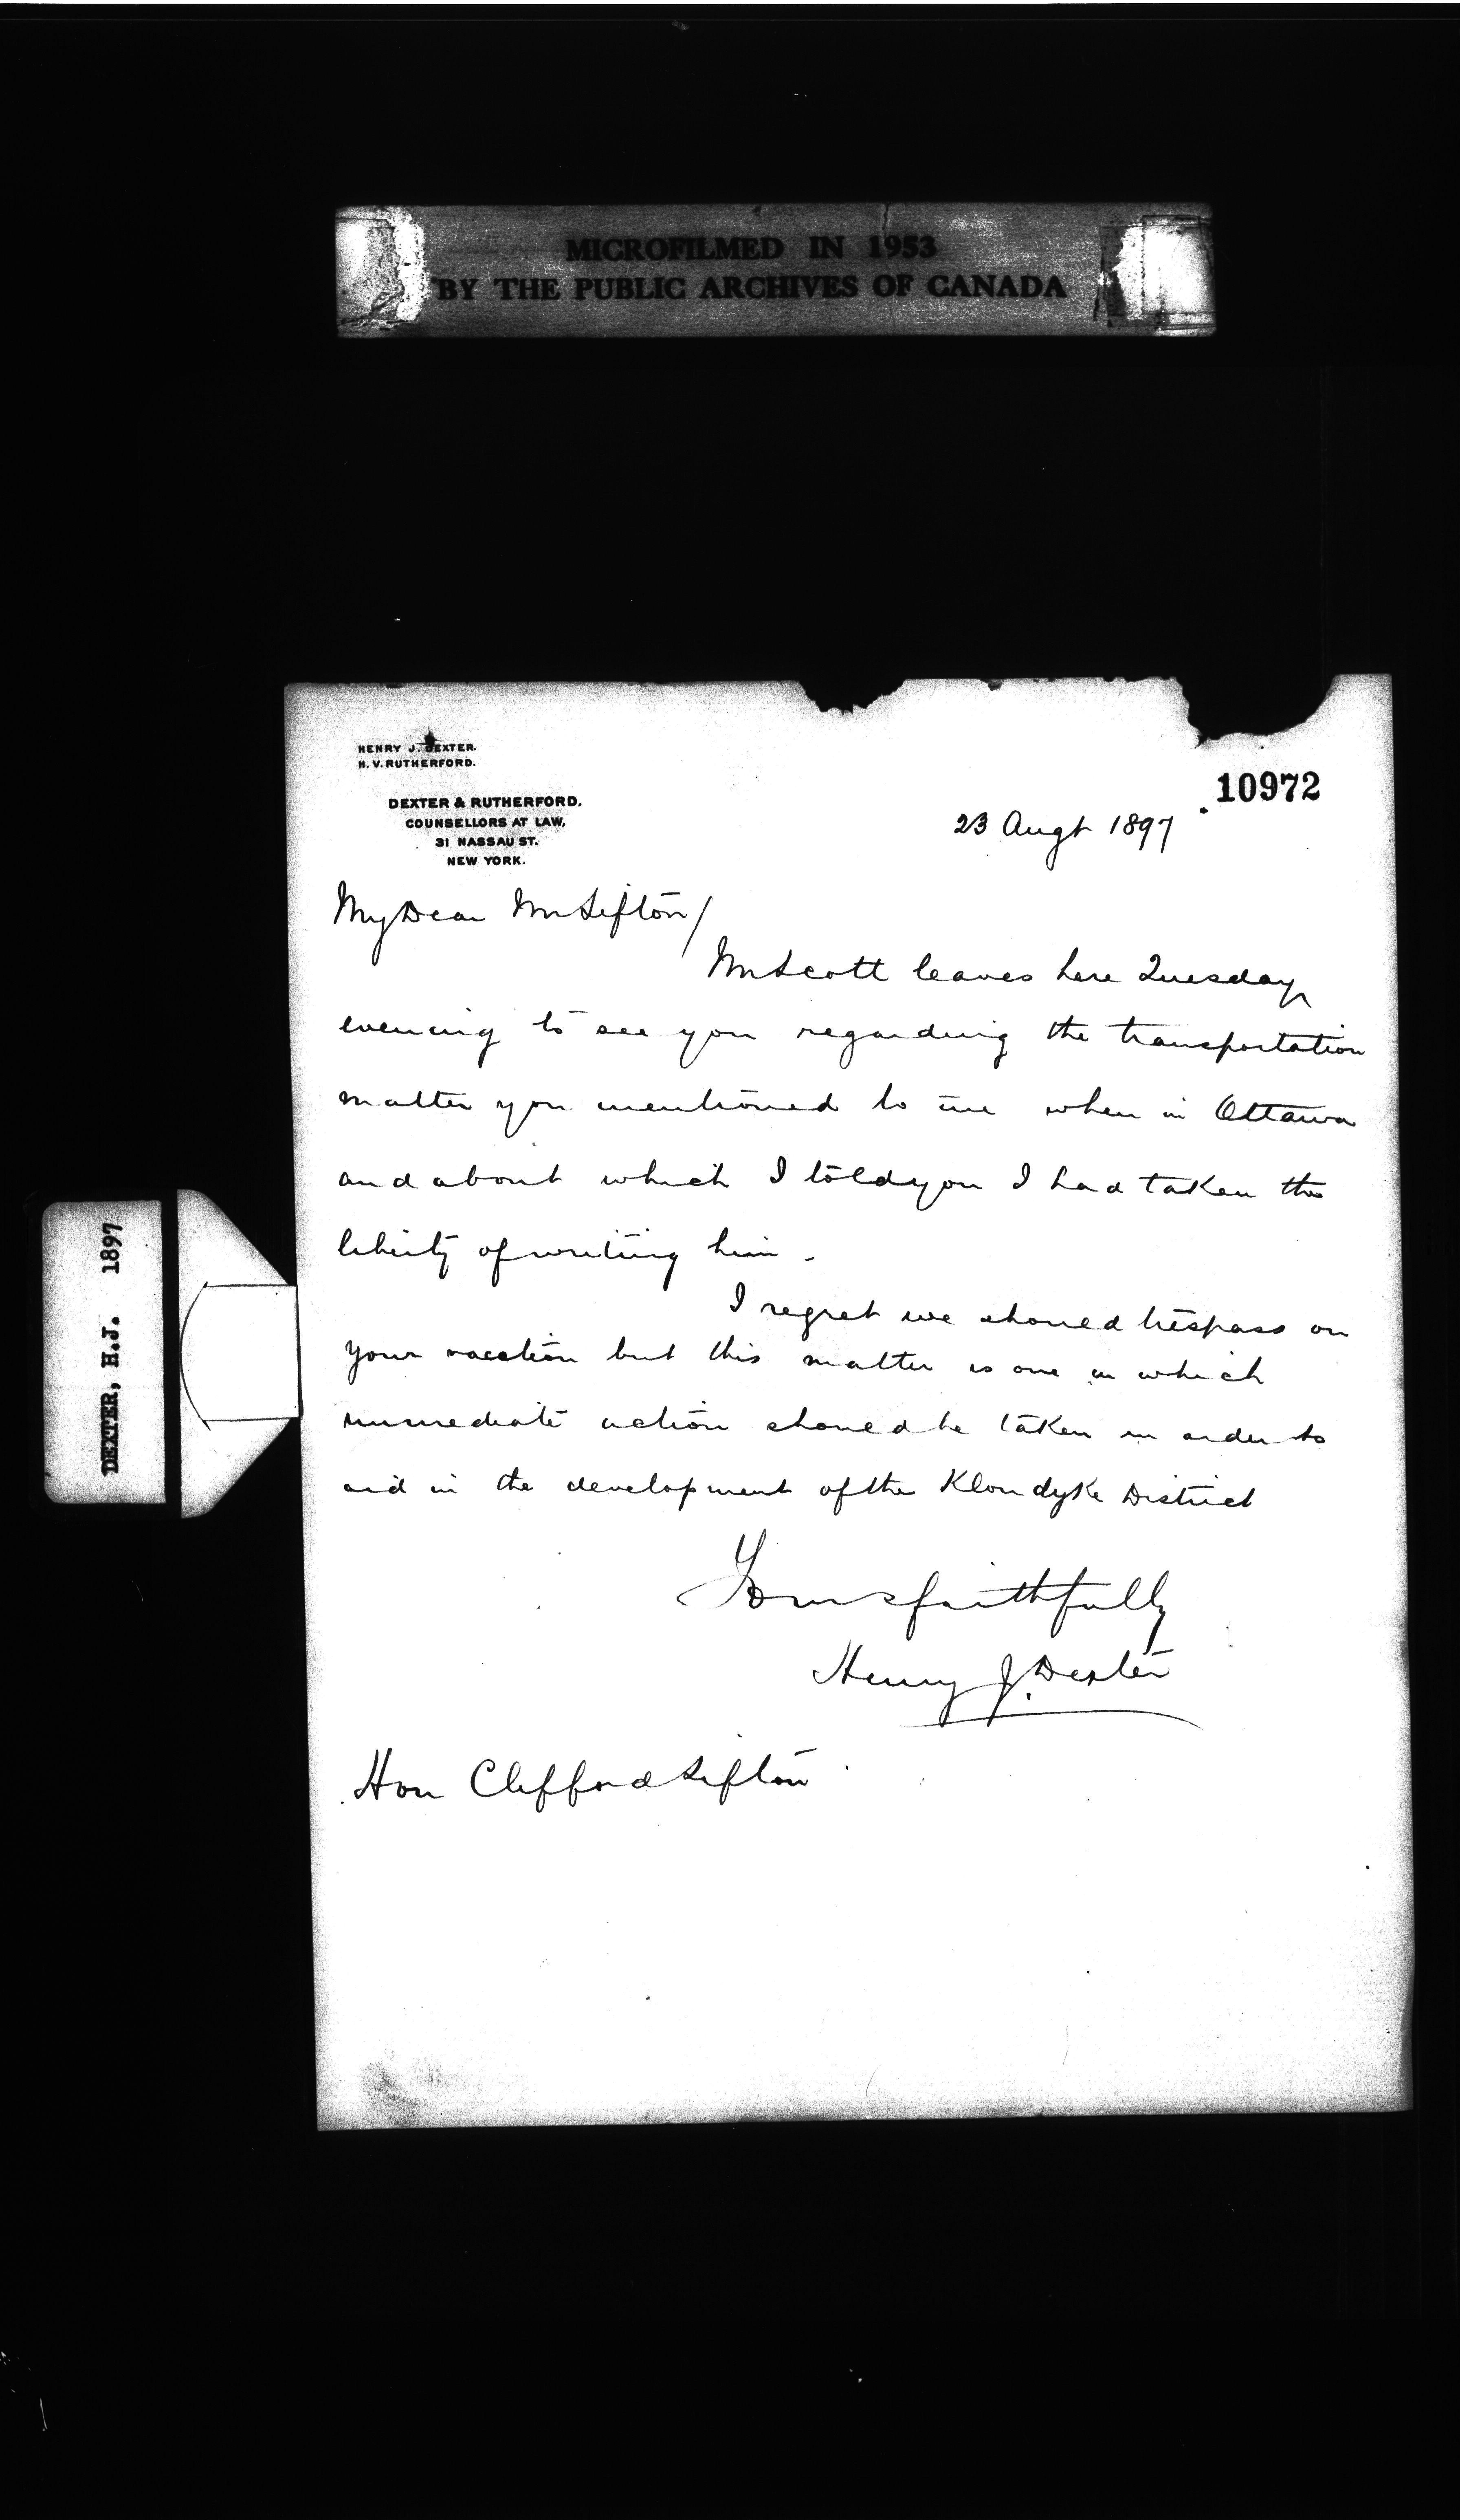 MICROFILMED IN 1953
BY THE PUBLIC ARCHIVES OF CANADA
HENRY J. DEXTER.
H. V. RUTHERFORD.
DEXTER & RUTHERFORD.
COUNSELLORS AT LAW,
31 NASSAU ST.
NEW YORK.
10972
23 Augt 1897
My Dear Mr Sifton/
Mr Scott leaves here Tuesday
evening to see you regarding the transportation
matter you mentioned to me when in Ottawa
and about which I told you I had taken the
liberty of writing him -
I regret we should trespass on
your vacation but this matter is one in which
immediate action should be taken in order to
aid in the development of the Klondyke District
Yours faithfully
Henry J. Dexter
Hon Clifford Sifton
DEXTER, H.J. 1897